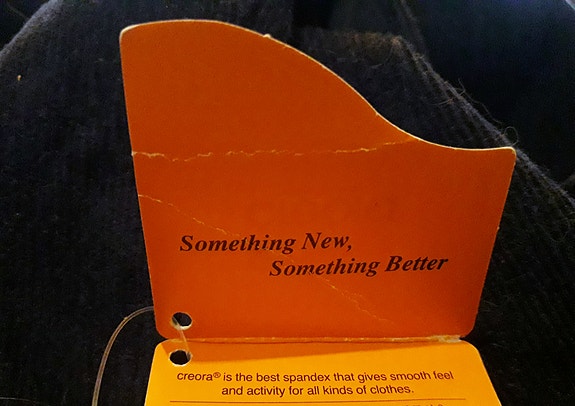 Something New,
Something Better
creora® is the best spandex that gives smooth feel
and activity for all kinds of clothes.